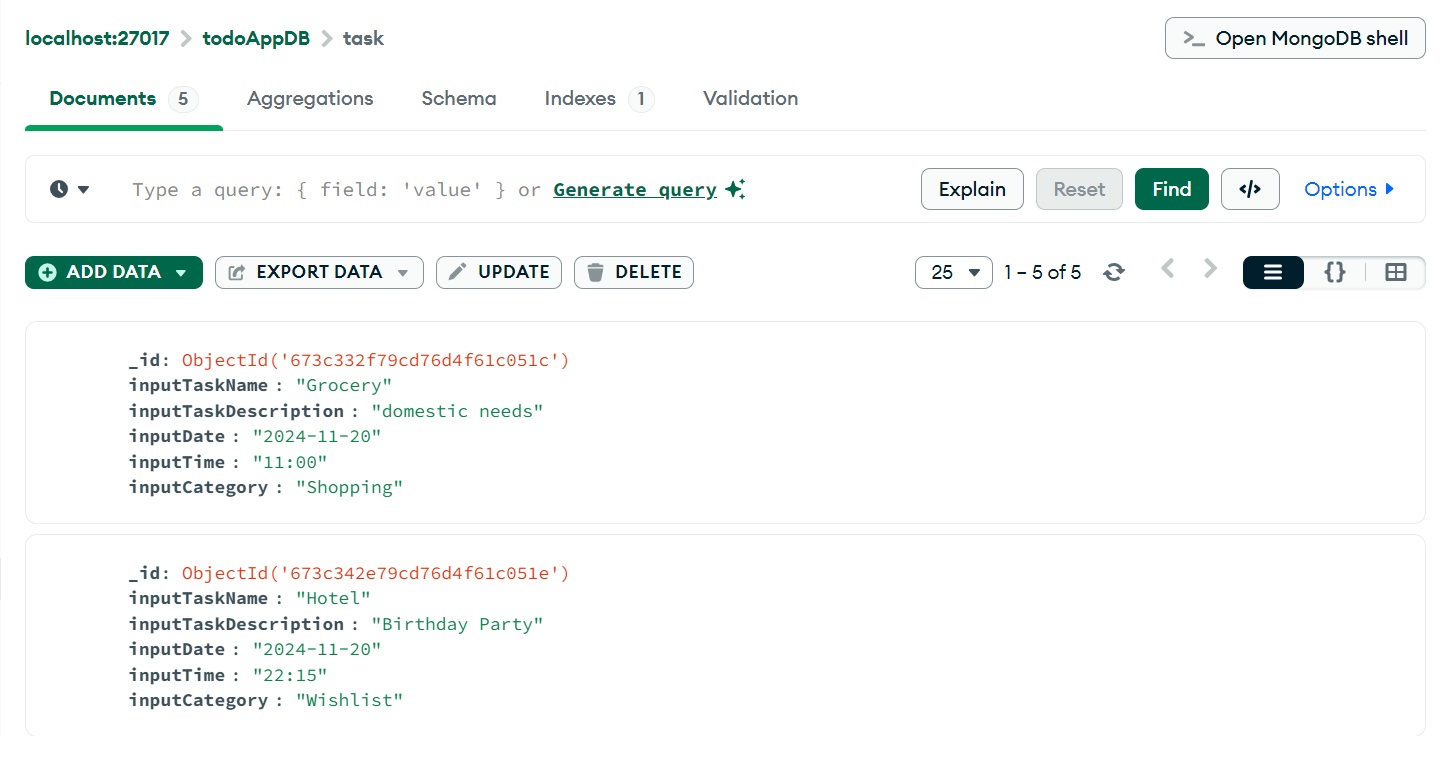 localhost:27017 > todoAppDB > task
>_ Open MongoDB shell
Documents 5 Aggregations Schema Indexes 1 Validation
Type a query: { field: 'value' } or Generate query
Explain Reset Find </> Options
ADD DATA EXPORT DATA UPDATE DELETE
25 1 – 5 of 5 {}
_id: ObjectId('673c332f79cd76d4f61c051c')
inputTaskName : "Grocery"
inputTaskDescription : "domestic needs"
inputDate : "2024-11-20"
inputTime : "11:00"
inputCategory : "Shopping"
_id: ObjectId('673c342e79cd76d4f61c051e')
inputTaskName : "Hotel"
inputTaskDescription : "Birthday Party"
inputDate : "2024-11-20"
inputTime : "22:15"
inputCategory : "Wishlist"